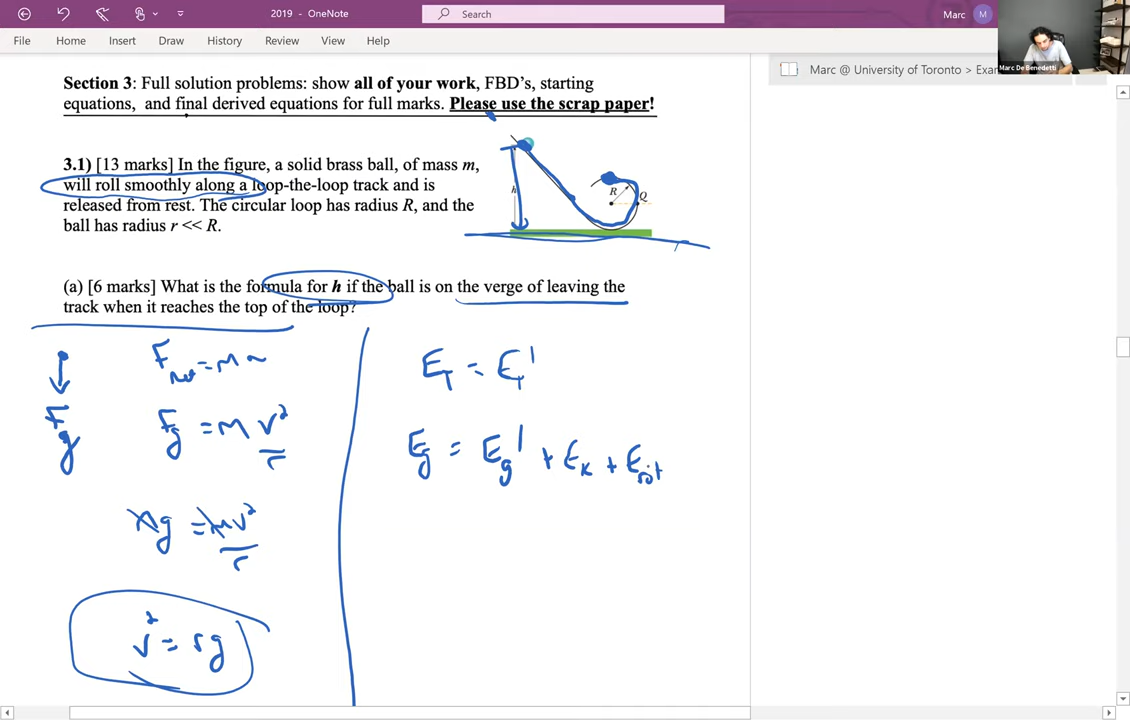 2019 - OneNote
Search
Marc
M
File Home Insert Draw History Review View Help
Marc De Benedetti
Marc @ University of Toronto > Exa
Section 3: Full solution problems: show all of your work, FBD's, starting
equations, and final derived equations for full marks. Please use the scrap paper!
3.1) [13 marks] In the figure, a solid brass ball, of mass m,
will roll smoothly along a loop-the-loop track and is
released from rest. The circular loop has radius R, and the
ball has radius r << R.
h
R
Q
(a) [6 marks] What is the formula for h if the ball is on the verge of leaving the
track when it reaches the top of the loop?
Fnet = ma
Fg
Fg = m v²/r
mg = mv²/r
v² = rg
ET = ET'
Eg = Eg' + Ek + Erot